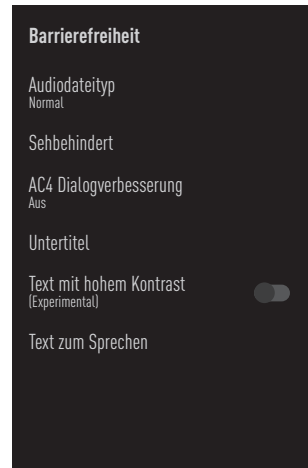 Barrierefreiheit
Audiodateityp
Normal
Sehbehindert
AC4 Dialogverbesserung
Aus
Untertitel
Text mit hohem Kontrast
(Experimental)
Text zum Sprechen